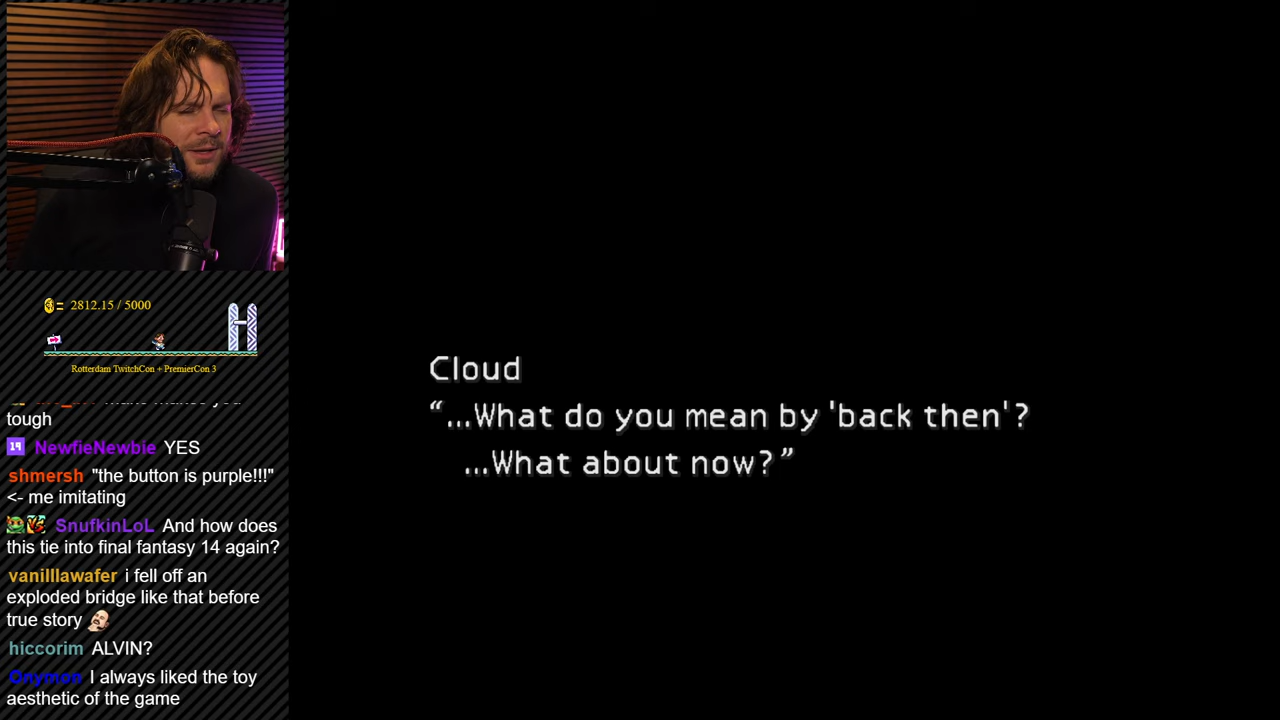 2812.15 / 5000
Rotterdam TwitchCon + PremierCon 3
tough
19 NewfieNewbie YES
shmersh "the button is purple!!!"
<- me imitating
SnufkinLoL And how does
this tie into final fantasy 14 again?
vanilllawafer i fell off an
exploded bridge like that before
true story
hiccorim ALVIN?
Onymon I always liked the toy
aesthetic of the game
Cloud
“...What do you mean by 'back then'?
...What about now?”